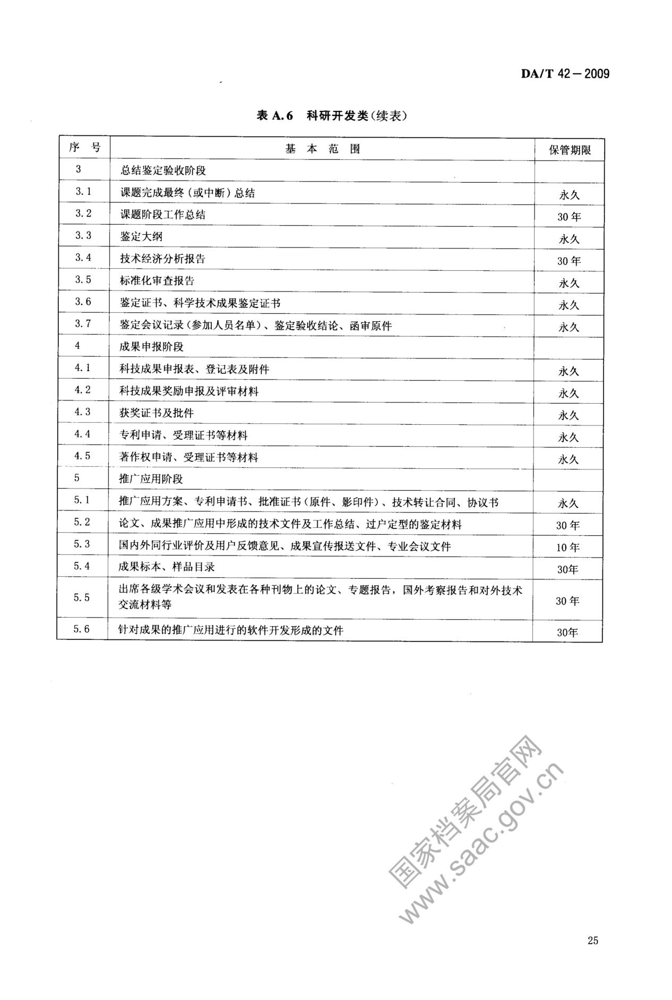 DA/T 42－2009
表 A.6 科研开发类(续表)
序 号 基 本 范 围 保管期限
3 总结鉴定验收阶段
3.1 课题完成最终(或中断)总结 永久
3.2 课题阶段工作总结 30 年
3.3 鉴定大纲 永久
3.4 技术经济分析报告 30 年
3.5 标准化审查报告 永久
3.6 鉴定证书、科学技术成果鉴定证书 永久
3.7 鉴定会议记录(参加人员名单)、鉴定验收结论、函审原件 永久
4 成果申报阶段
4.1 科技成果申报表、登记表及附件 永久
4.2 科技成果奖励申报及评审材料 永久
4.3 获奖证书及批件 永久
4.4 专利申请、受理证书等材料 永久
4.5 著作权申请、受理证书等材料 永久
5 推广应用阶段
5.1 推广应用方案、专利申请书、批准证书(原件、影印件)、技术转让合同、协议书 永久
5.2 论文、成果推广应用中形成的技术文件及工作总结、过户定型的鉴定材料 30 年
5.3 国内外同行业评价及用户反馈意见、成果宣传报送文件、专业会议文件 10 年
5.4 成果标本、样品目录 30年
5.5 出席各级学术会议和发表在各种刊物上的论文、专题报告，国外考察报告和对外技术
交流材料等 30 年
5.6 针对成果的推广应用进行的软件开发形成的文件 30年
国家档案局官网
www.saac.gov.cn
25